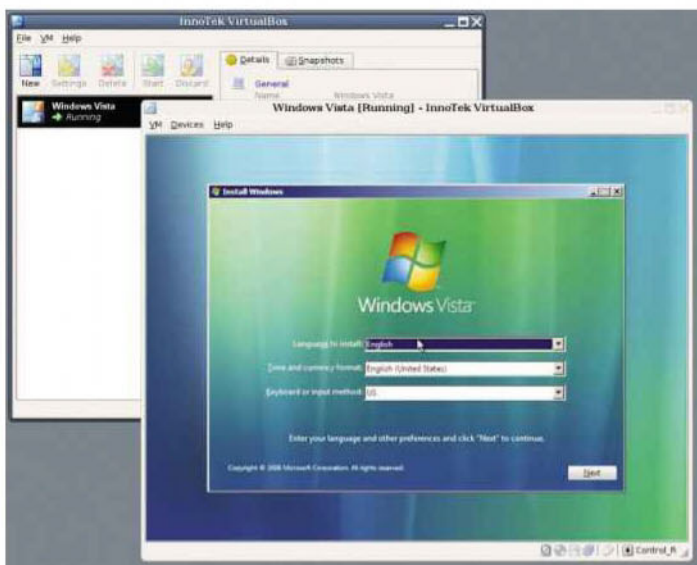 InnoTek VirtualBox
File VM Help
New Settings Delete Start Discard
Details Snapshots
General
Name Windows Vista
Windows Vista
Running
Windows Vista [Running] - InnoTek VirtualBox
VM Devices Help
Install Windows
Windows Vista
Language to install: English
Time and currency format: English (United States)
Keyboard or input method: US
Enter your language and other preferences and click "Next" to continue.
Copyright © 2006 Microsoft Corporation. All rights reserved.
Next
Control_R